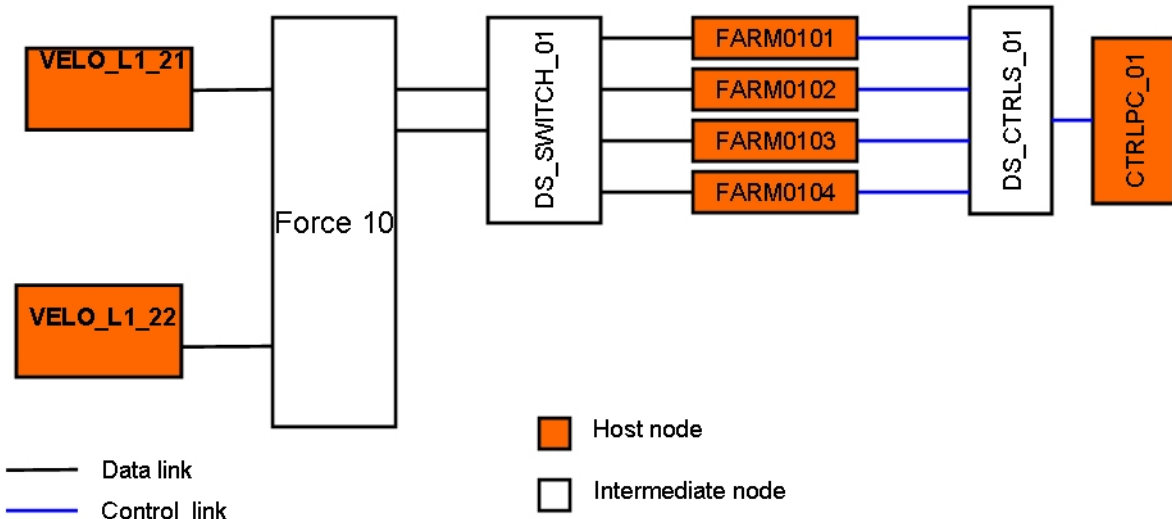 VELO_L1_21
VELO_L1_22
Force 10
DS_SWITCH_01
FARM0101
FARM0102
FARM0103
FARM0104
DS_CTRLS_01
CTRLPC_01
Data link
Control link
Host node
Intermediate node